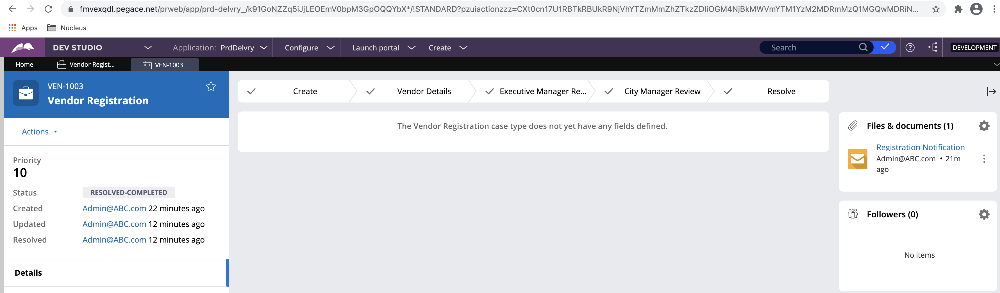 fmvexqdl.pegace.net/prweb/app/prd-delvry_/k91GoNZZq5iJjLEOEmV0bpM3GpOQQYbX*/!STANDARD?pzuiactionzzz=CXt0cn17U1RBTkRBUkR9NjVhYTZmMmZhZTkzZDliOGM4NjBkMWVmYTM1YzM2MDRmMzQ1MGQwMDRiN...
Apps Nucleus
DEV STUDIO Application: PrdDelvry Configure Launch portal Create Search DEVELOPMENT
Home Vendor Regist... VEN-1003
VEN-1003
Vendor Registration
Actions
Priority
10
Status RESOLVED-COMPLETED
Created Admin@ABC.com 22 minutes ago
Updated Admin@ABC.com 12 minutes ago
Resolved Admin@ABC.com 12 minutes ago
Details
Create Vendor Details Executive Manager Re... City Manager Review Resolve
The Vendor Registration case type does not yet have any fields defined.
Files & documents (1)
Registration Notification
Admin@ABC.com • 21m
ago
Followers (0)
No items